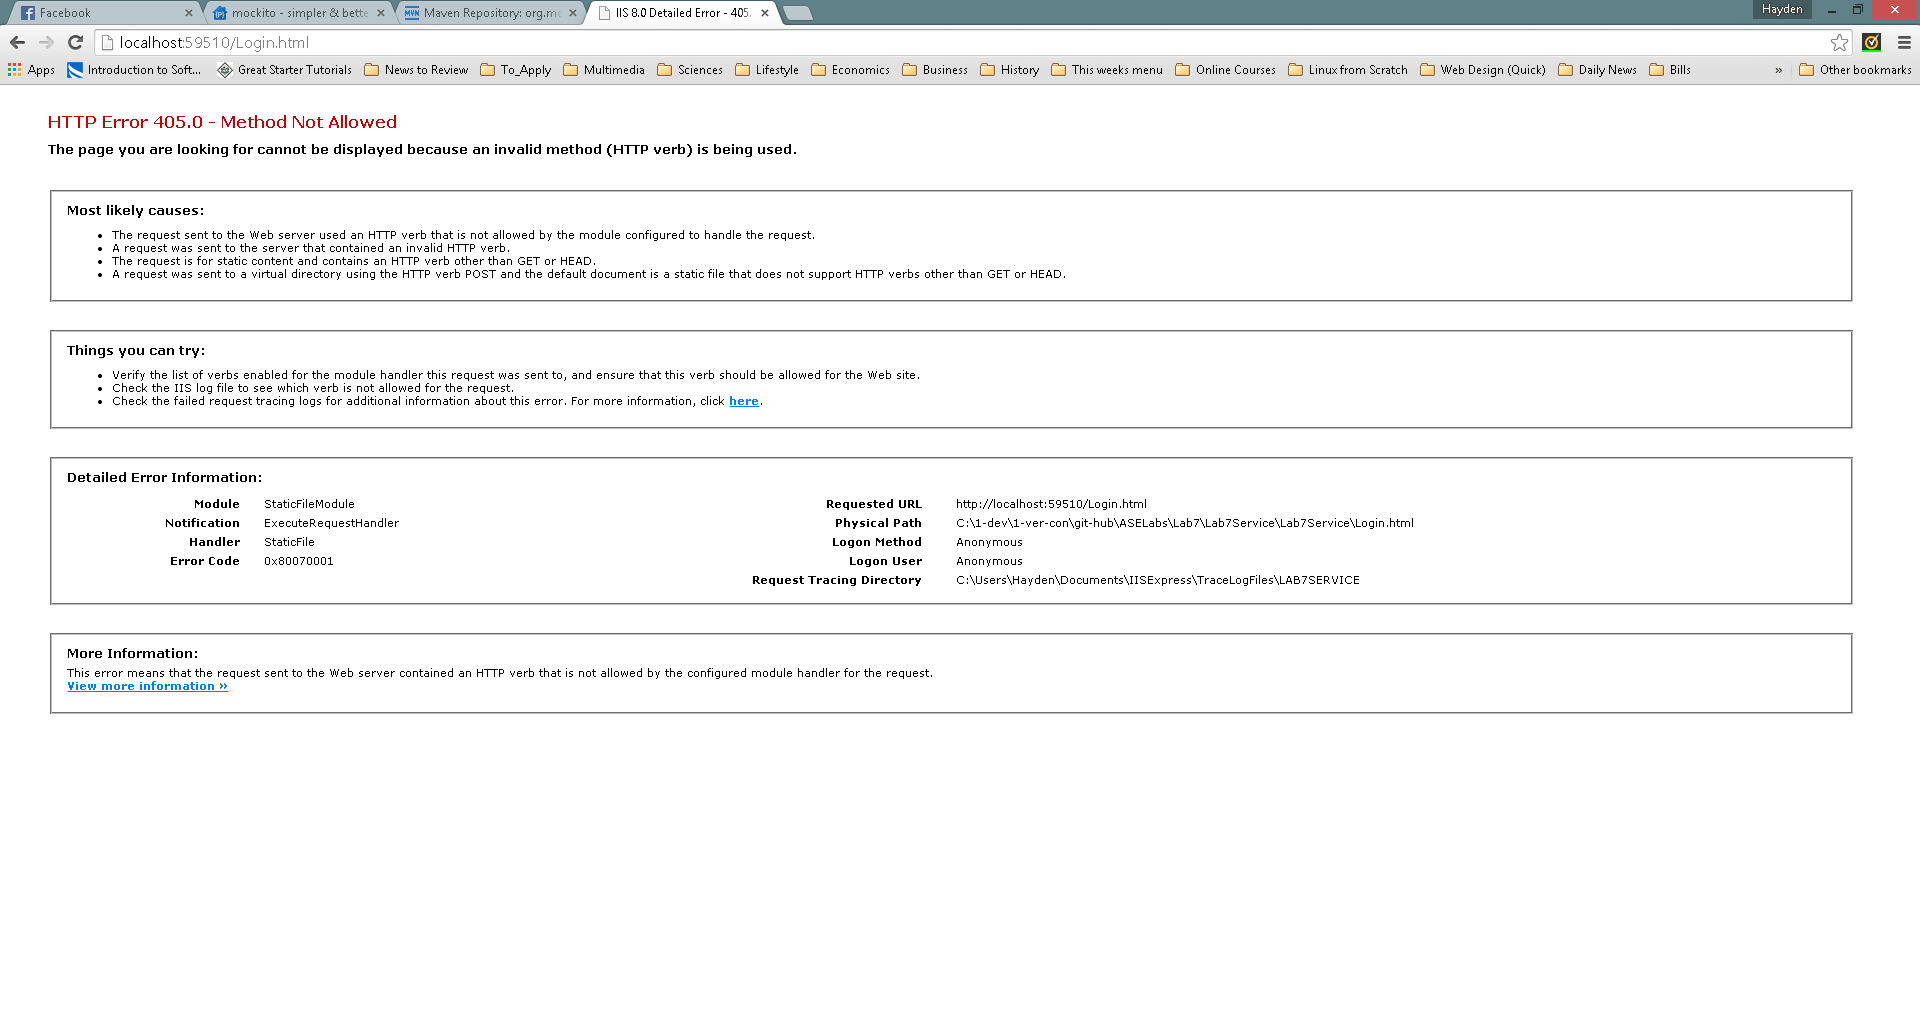 Facebook
mockito - simpler & bette
Maven Repository: org.mo
IIS 8.0 Detailed Error - 405.
Hayden
localhost:59510/Login.html
Apps
Introduction to Soft...
Great Starter Tutorials
News to Review
To_Apply
Multimedia
Sciences
Lifestyle
Economics
Business
History
This weeks menu
Online Courses
Linux from Scratch
Web Design (Quick)
Daily News
Bills
»
Other bookmarks
HTTP Error 405.0 - Method Not Allowed
The page you are looking for cannot be displayed because an invalid method (HTTP verb) is being used.
Most likely causes:
• The request sent to the Web server used an HTTP verb that is not allowed by the module configured to handle the request.
• A request was sent to the server that contained an invalid HTTP verb.
• The request is for static content and contains an HTTP verb other than GET or HEAD.
• A request was sent to a virtual directory using the HTTP verb POST and the default document is a static file that does not support HTTP verbs other than GET or HEAD.
Things you can try:
• Verify the list of verbs enabled for the module handler this request was sent to, and ensure that this verb should be allowed for the Web site.
• Check the IIS log file to see which verb is not allowed for the request.
• Check the failed request tracing logs for additional information about this error. For more information, click here.
Detailed Error Information:
Module StaticFileModule
Notification ExecuteRequestHandler
Handler StaticFile
Error Code 0x80070001
Requested URL http://localhost:59510/Login.html
Physical Path C:\1-dev\1-ver-con\git-hub\ASELabs\Lab7\Lab7Service\Lab7Service\Login.html
Logon Method Anonymous
Logon User Anonymous
Request Tracing Directory C:\Users\Hayden\Documents\IISExpress\TraceLogFiles\LAB7SERVICE
More Information:
This error means that the request sent to the Web server contained an HTTP verb that is not allowed by the configured module handler for the request.
View more information »